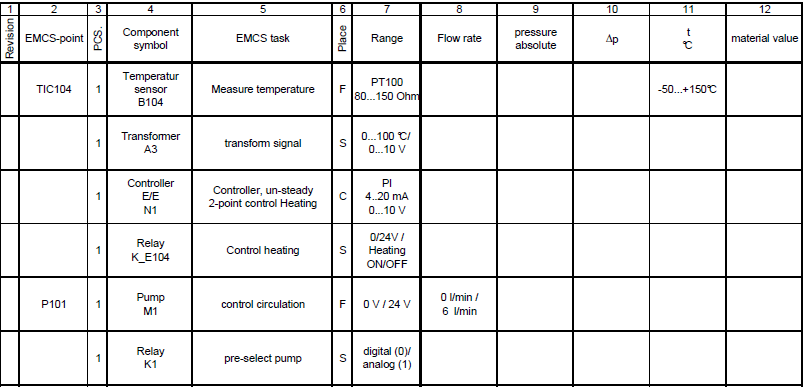 1 2 3 4 5 6 7 8 9 10 11 12
Revision EMCS-point PCS. Component symbol EMCS task Place Range Flow rate pressure absolute Δp t °C material value
TIC104 1 Temperatur sensor B104 Measure temperature F PT100 80...150 Ohm -50...+150°C
1 Transformer A3 transform signal S 0...100 °C/ 0...10 V
1 Controller E/E N1 Controller, un-steady 2-point control Heating C PI 4..20 mA 0...10 V
1 Relay K_E104 Control heating S 0/24V / Heating ON/OFF
P101 1 Pump M1 control circulation F 0 V / 24 V 0 l/min / 6 l/min
1 Relay K1 pre-select pump S digital (0)/ analog (1)